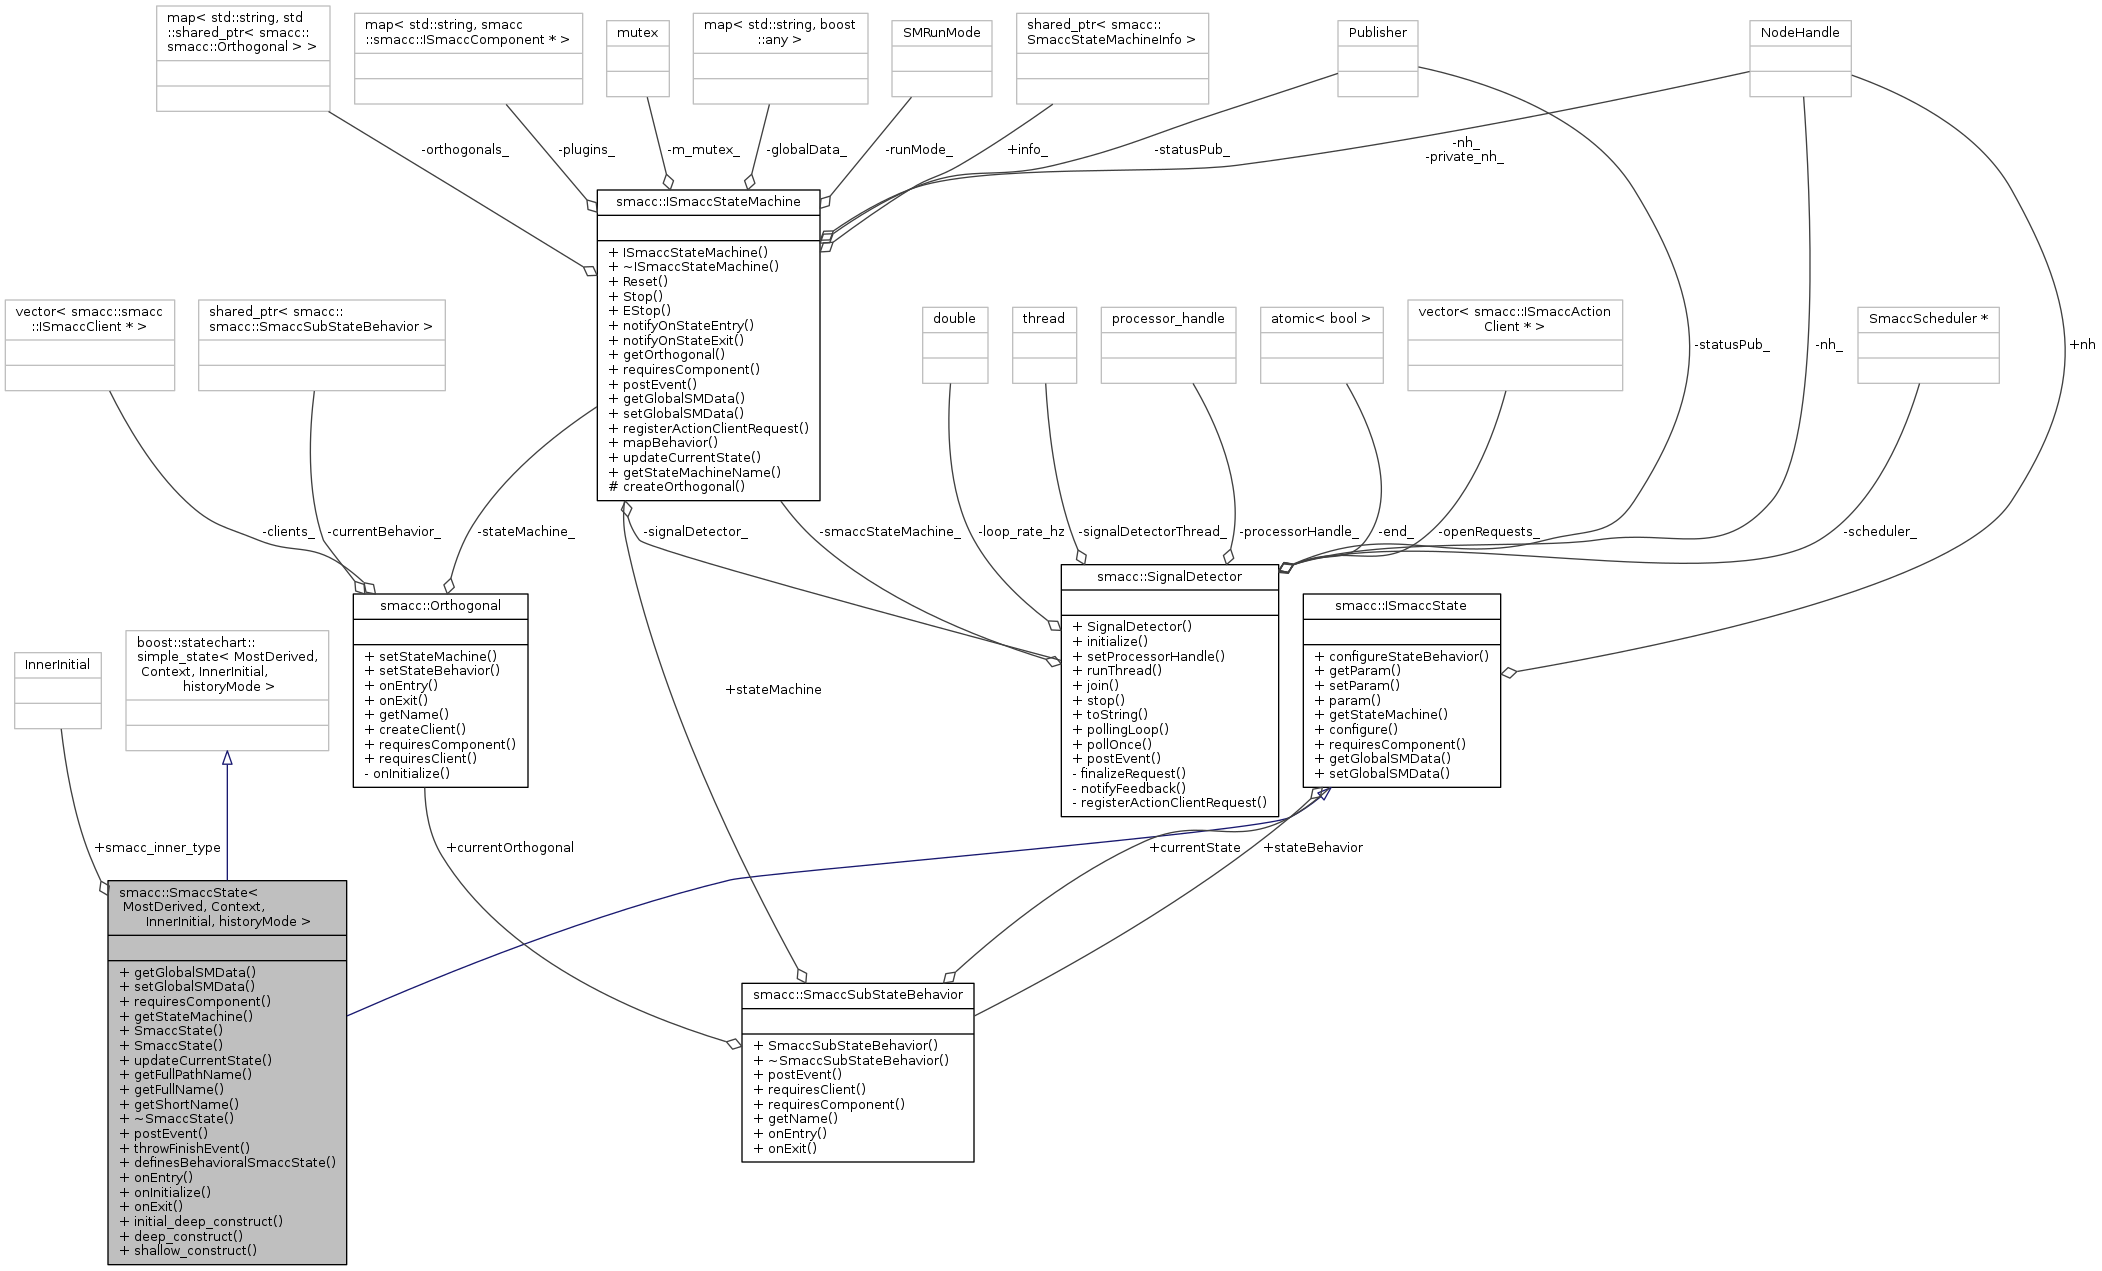 map< std::string, std
::shared_ptr< smacc::
smacc::Orthogonal > >
map< std::string, smacc
::smacc::ISmaccComponent * >
mutex
map< std::string, boost
::any >
SMRunMode
shared_ptr< smacc::
SmaccStateMachineInfo >
Publisher
NodeHandle
-orthogonals_
-plugins_
-m_mutex_
-globalData_
-runMode_
+info_
-statusPub_
-nh_
-private_nh_
smacc::ISmaccStateMachine
+ ISmaccStateMachine()
+ ~ISmaccStateMachine()
+ Reset()
+ Stop()
+ EStop()
+ notifyOnStateEntry()
+ notifyOnStateExit()
+ getOrthogonal()
+ requiresComponent()
+ postEvent()
+ getGlobalSMData()
+ setGlobalSMData()
+ registerActionClientRequest()
+ mapBehavior()
+ updateCurrentState()
+ getStateMachineName()
# createOrthogonal()
vector< smacc::smacc
::ISmaccClient * >
shared_ptr< smacc::
smacc::SmaccSubStateBehavior >
double
thread
processor_handle
atomic< bool >
vector< smacc::ISmaccAction
Client * >
SmaccScheduler *
-statusPub_
-nh_
+nh
-clients_
-currentBehavior_
-stateMachine_
-signalDetector_
-smaccStateMachine_
-loop_rate_hz
-signalDetectorThread_
-processorHandle_
-end_
-openRequests_
-scheduler_
smacc::Orthogonal
+ setStateMachine()
+ setStateBehavior()
+ onEntry()
+ onExit()
+ getName()
+ createClient()
+ requiresComponent()
+ requiresClient()
- onInitialize()
smacc::SignalDetector
+ SignalDetector()
+ initialize()
+ setProcessorHandle()
+ runThread()
+ join()
+ stop()
+ toString()
+ pollingLoop()
+ pollOnce()
+ postEvent()
- finalizeRequest()
- notifyFeedback()
- registerActionClientRequest()
smacc::ISmaccState
+ configureStateBehavior()
+ getParam()
+ setParam()
+ param()
+ getStateMachine()
+ configure()
+ requiresComponent()
+ getGlobalSMData()
+ setGlobalSMData()
InnerInitial
boost::statechart::
simple_state< MostDerived,
Context, InnerInitial,
historyMode >
+stateMachine
+smacc_inner_type
+currentOrthogonal
+currentState
+stateBehavior
smacc::SmaccState<
MostDerived, Context,
InnerInitial, historyMode >
+ getGlobalSMData()
+ setGlobalSMData()
+ requiresComponent()
+ getStateMachine()
+ SmaccState()
+ SmaccState()
+ updateCurrentState()
+ getFullPathName()
+ getFullName()
+ getShortName()
+ ~SmaccState()
+ postEvent()
+ throwFinishEvent()
+ definesBehavioralSmaccState()
+ onEntry()
+ onInitialize()
+ onExit()
+ initial_deep_construct()
+ deep_construct()
+ shallow_construct()
smacc::SmaccSubStateBehavior
+ SmaccSubStateBehavior()
+ ~SmaccSubStateBehavior()
+ postEvent()
+ requiresClient()
+ requiresComponent()
+ getName()
+ onEntry()
+ onExit()